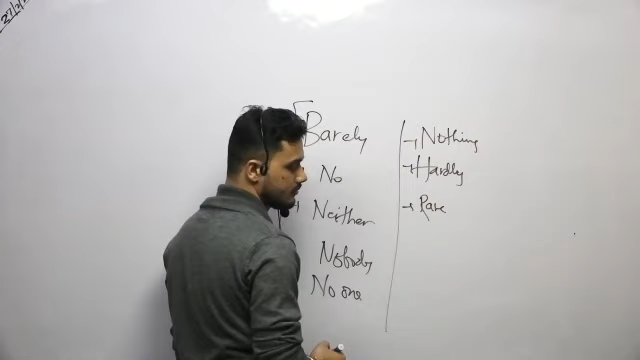 Barely
No
Neither
Nobody
No one
→ Nothing
→ Hardly
→ Rare